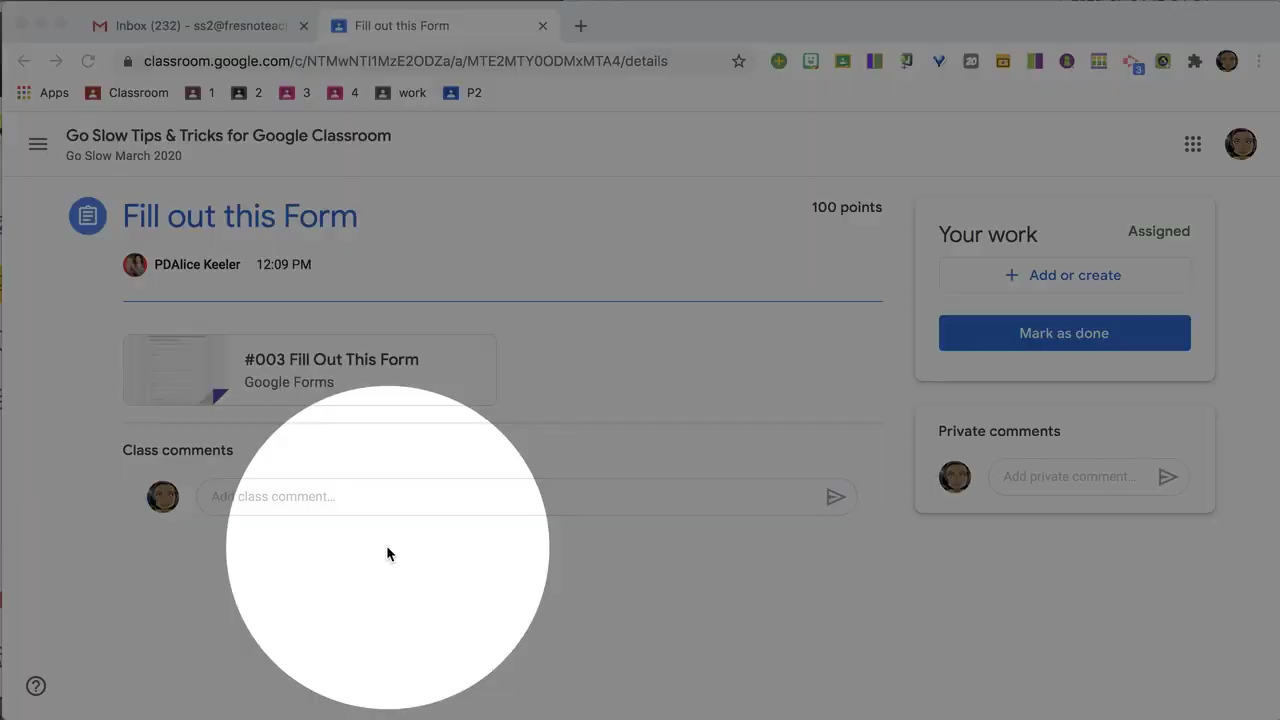 Inbox (232) - ss2@fresnoteac
Fill out this Form
classroom.google.com/c/NTMwNTI1MzE2ODZa/a/MTE2MTY0ODMxMTA4/details
20
3
Apps
Classroom
1
2
3
4
work
P2
Go Slow Tips & Tricks for Google Classroom
Go Slow March 2020
Fill out this Form
100 points
PDAlice Keeler 12:09 PM
Your work
Assigned
+ Add or create
Mark as done
#003 Fill Out This Form
Google Forms
Class comments
Add class comment...
Private comments
Add private comment...